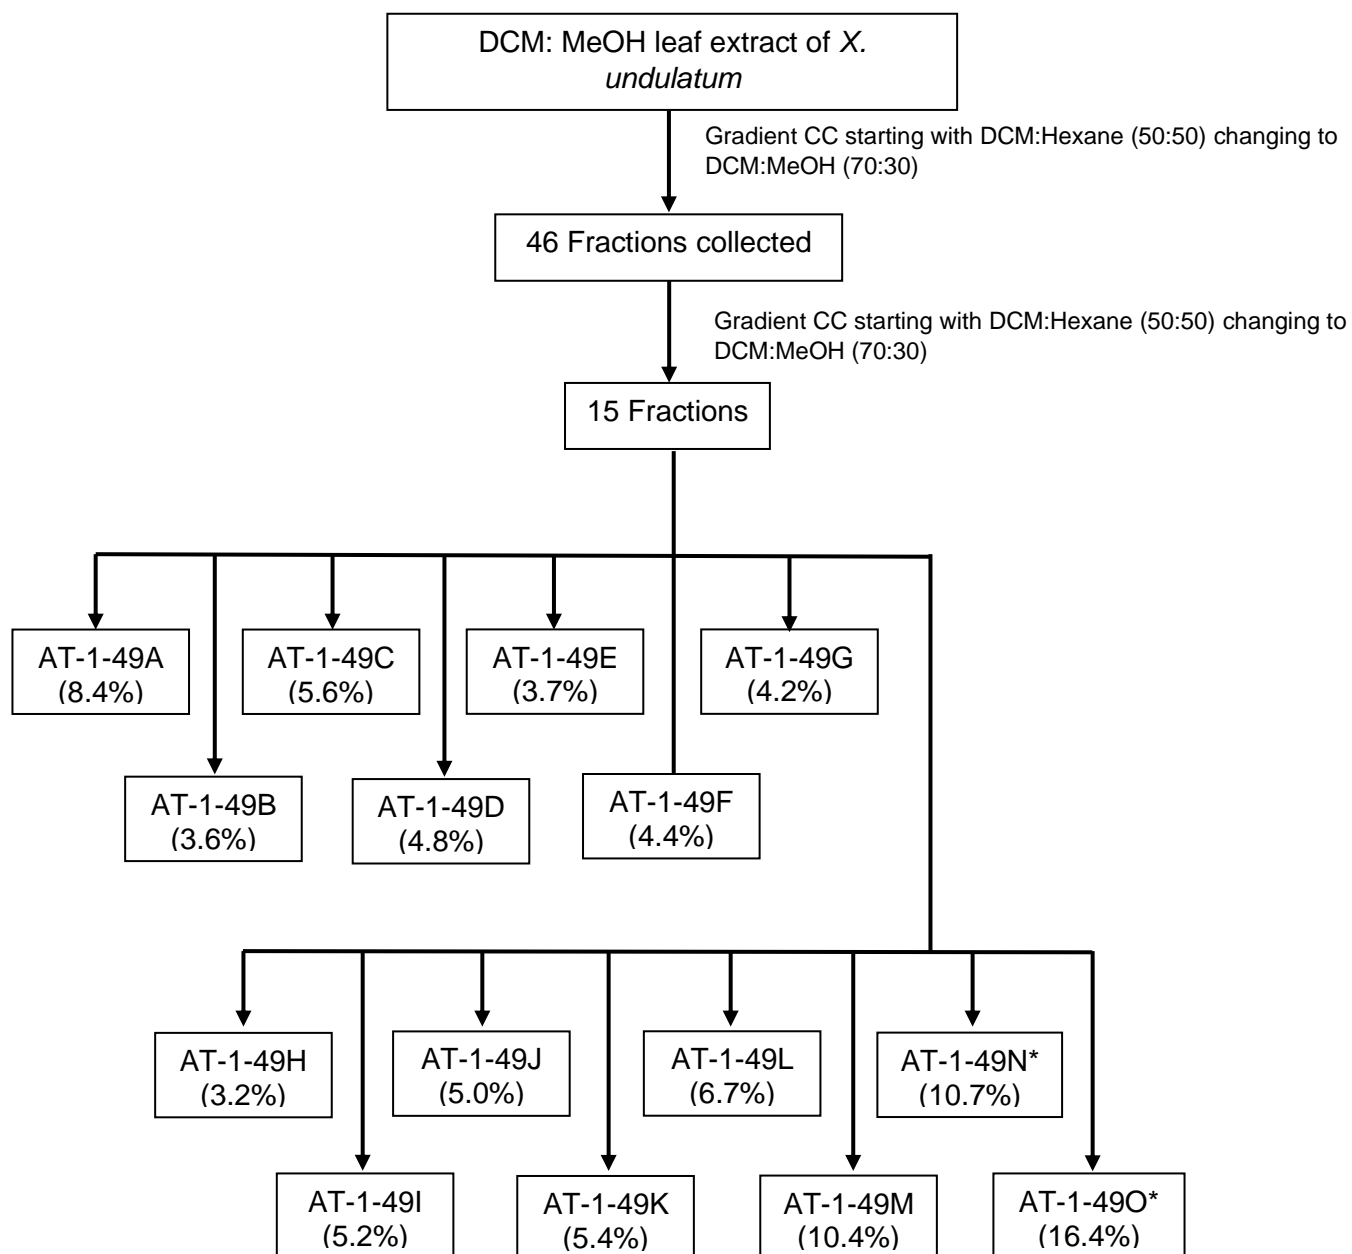 DCM: MeOH leaf extract of X.
undulatum
Gradient CC starting with DCM:Hexane (50:50) changing to
DCM:MeOH (70:30)
46 Fractions collected
Gradient CC starting with DCM:Hexane (50:50) changing to
DCM:MeOH (70:30)
15 Fractions
AT-1-49A
(8.4%)
AT-1-49C
(5.6%)
AT-1-49E
(3.7%)
AT-1-49G
(4.2%)
AT-1-49B
(3.6%)
AT-1-49D
(4.8%)
AT-1-49F
(4.4%)
AT-1-49H
(3.2%)
AT-1-49J
(5.0%)
AT-1-49L
(6.7%)
AT-1-49N*
(10.7%)
AT-1-49I
(5.2%)
AT-1-49K
(5.4%)
AT-1-49M
(10.4%)
AT-1-49O*
(16.4%)